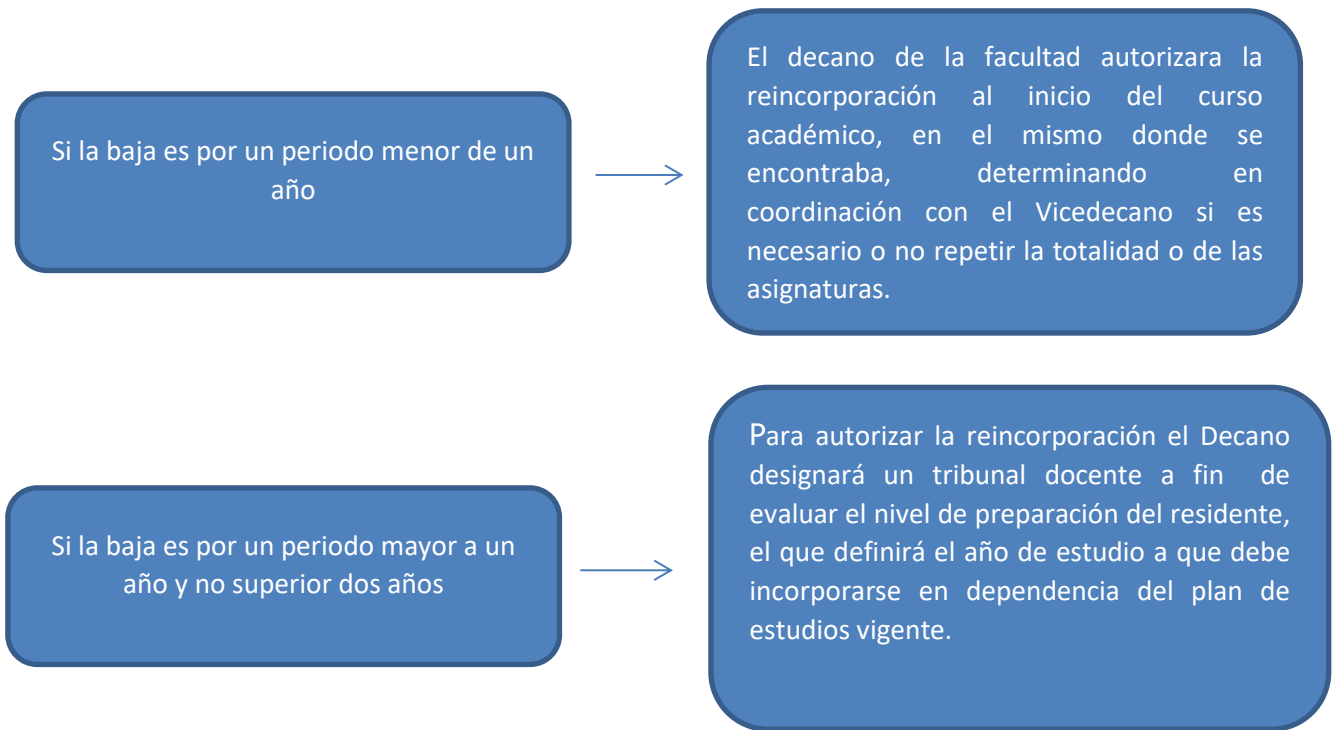 Si la baja es por un periodo menor de un
año
El decano de la facultad autorizara la
reincorporación al inicio del curso
académico, en el mismo donde se
encontraba, determinando en
coordinación con el Vicedecano si es
necesario o no repetir la totalidad o de las
asignaturas.
Si la baja es por un periodo mayor a un
año y no superior dos años
Para autorizar la reincorporación el Decano
designará un tribunal docente a fin de
evaluar el nivel de preparación del residente,
el que definirá el año de estudio a que debe
incorporarse en dependencia del plan de
estudios vigente.